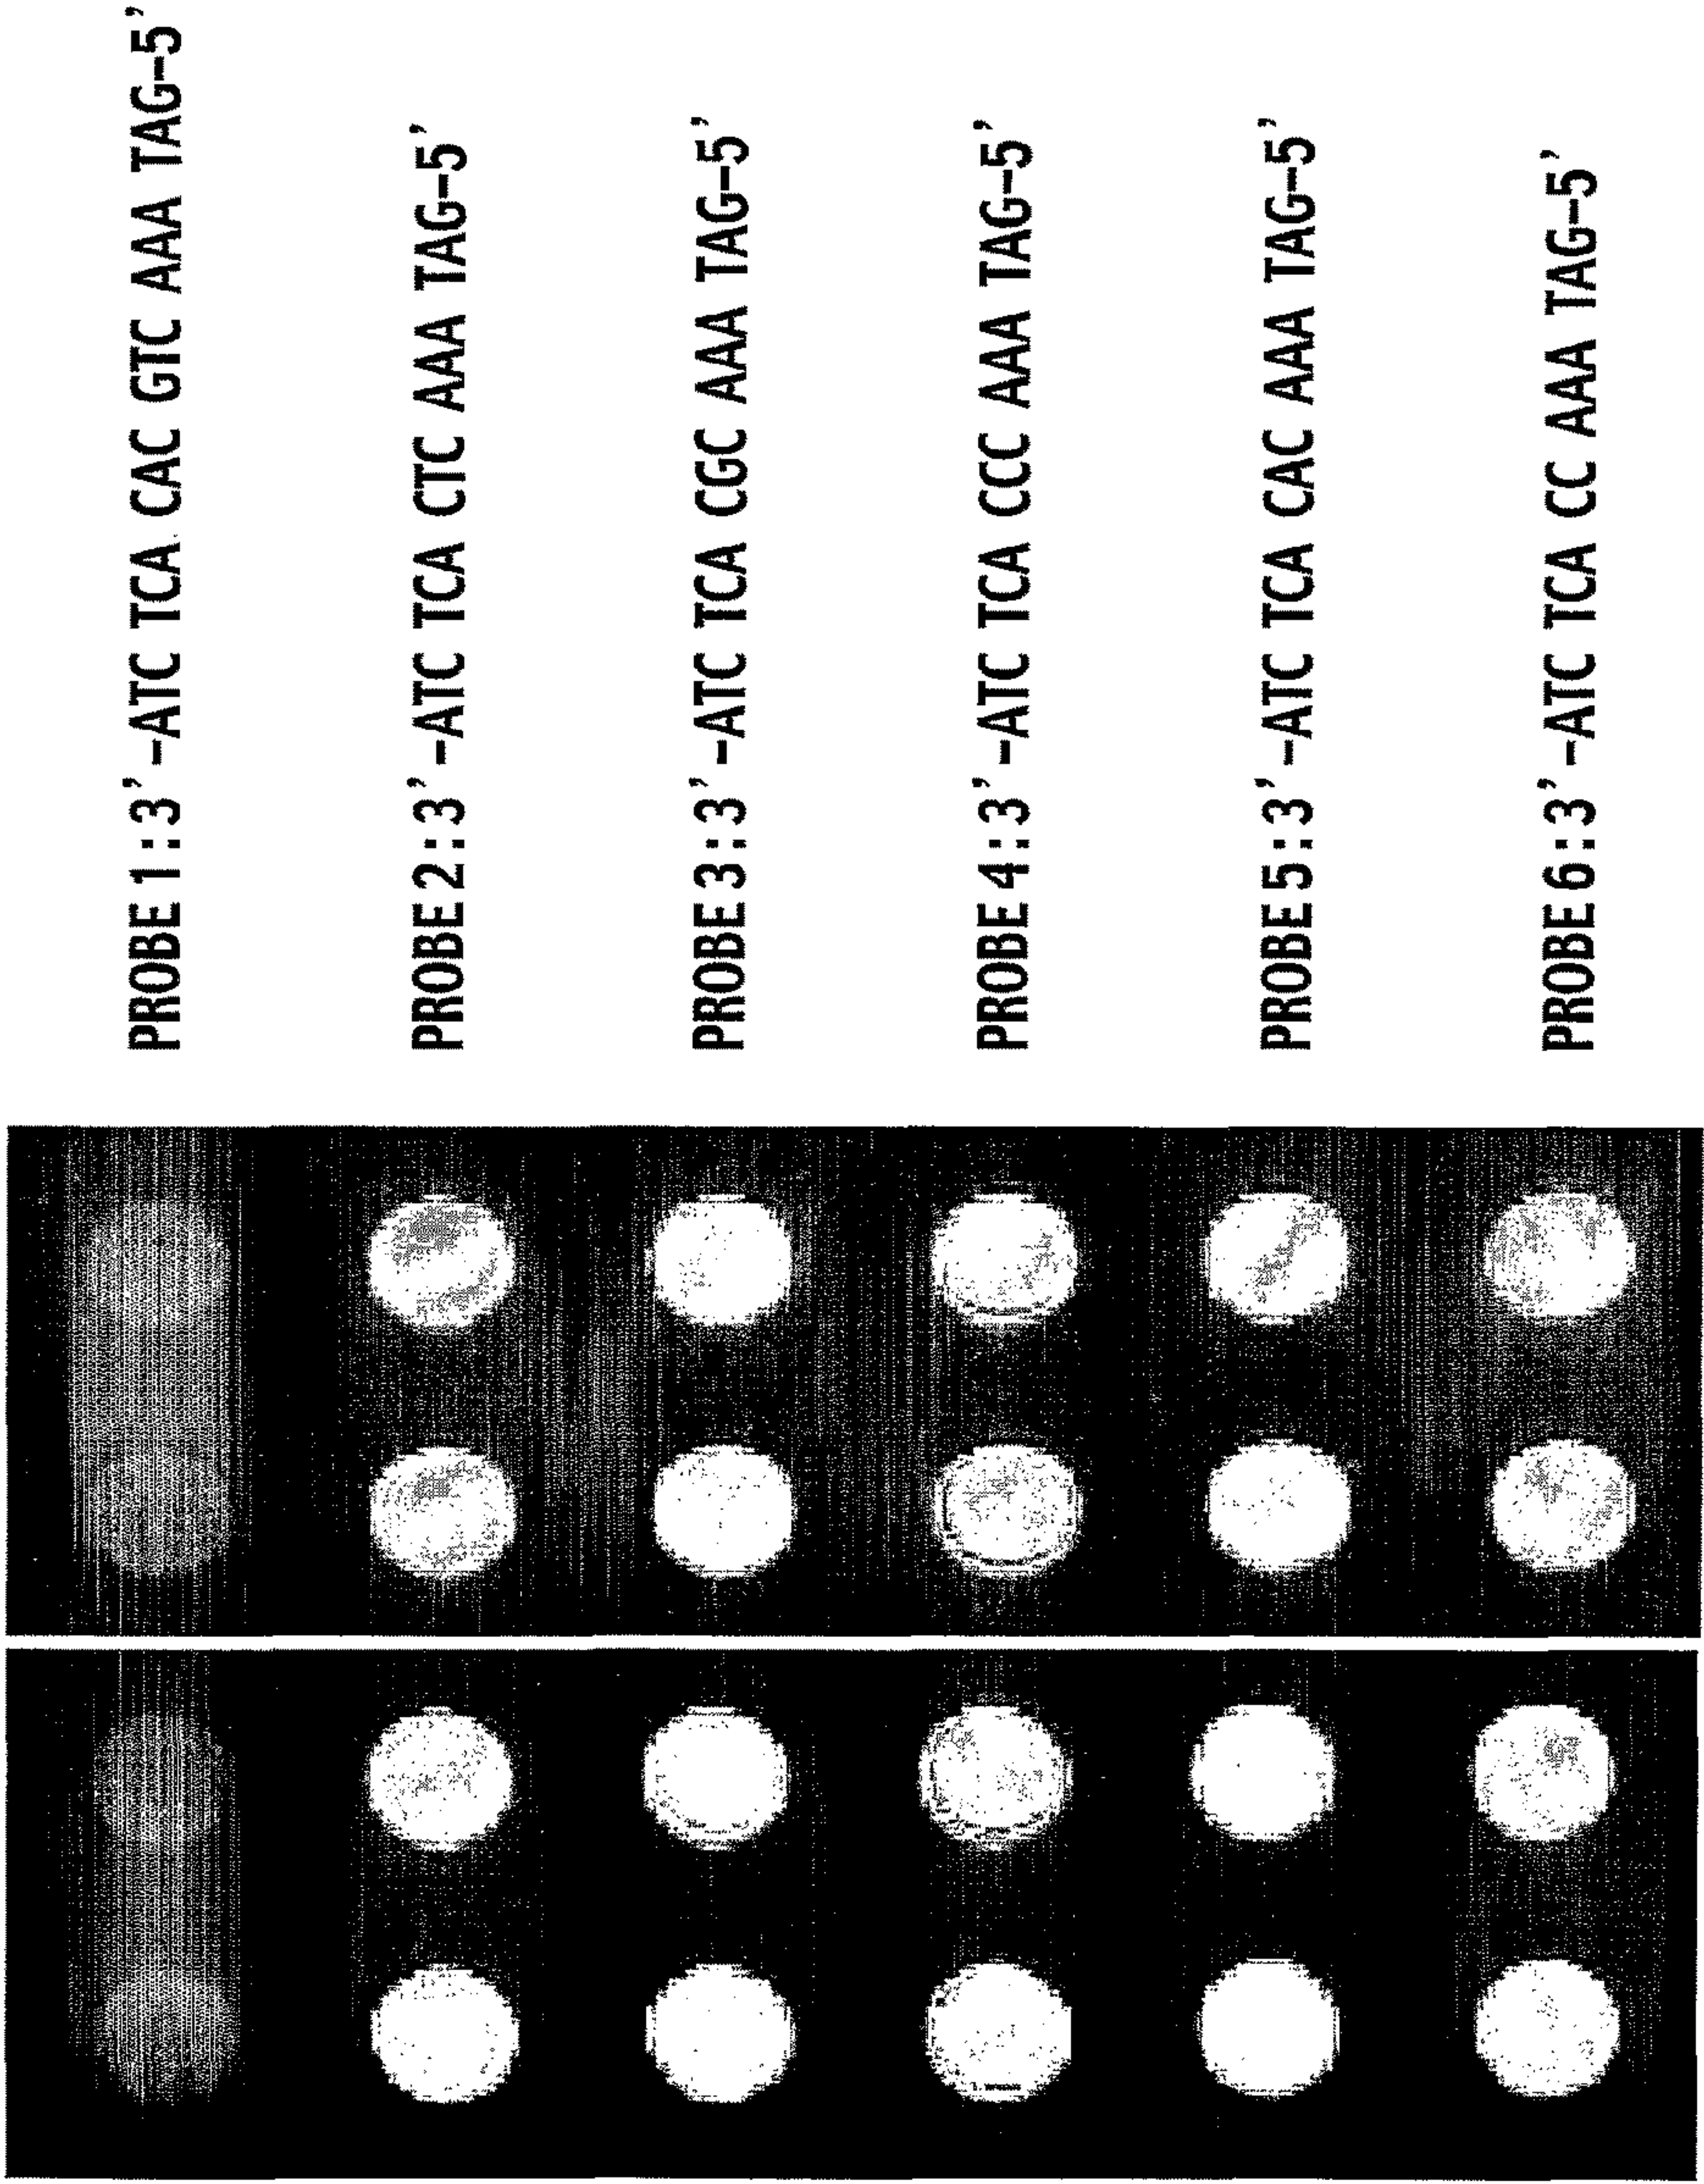 PROBE 1:3'-ATC TCA CAC GTC AAA TAG-5'
PROBE 2:3'-ATC TCA CTC AAA TAG-5'
PROBE 3:3'-ATC TCA CGC AAA TAG-5'
PROBE 4:3'-ATC TCA CCC AAA TAG-5'
PROBE 5:3'-ATC TCA CAC AAA TAG-5'
PROBE 6:3'-ATC TCA CC AAA TAG-5'